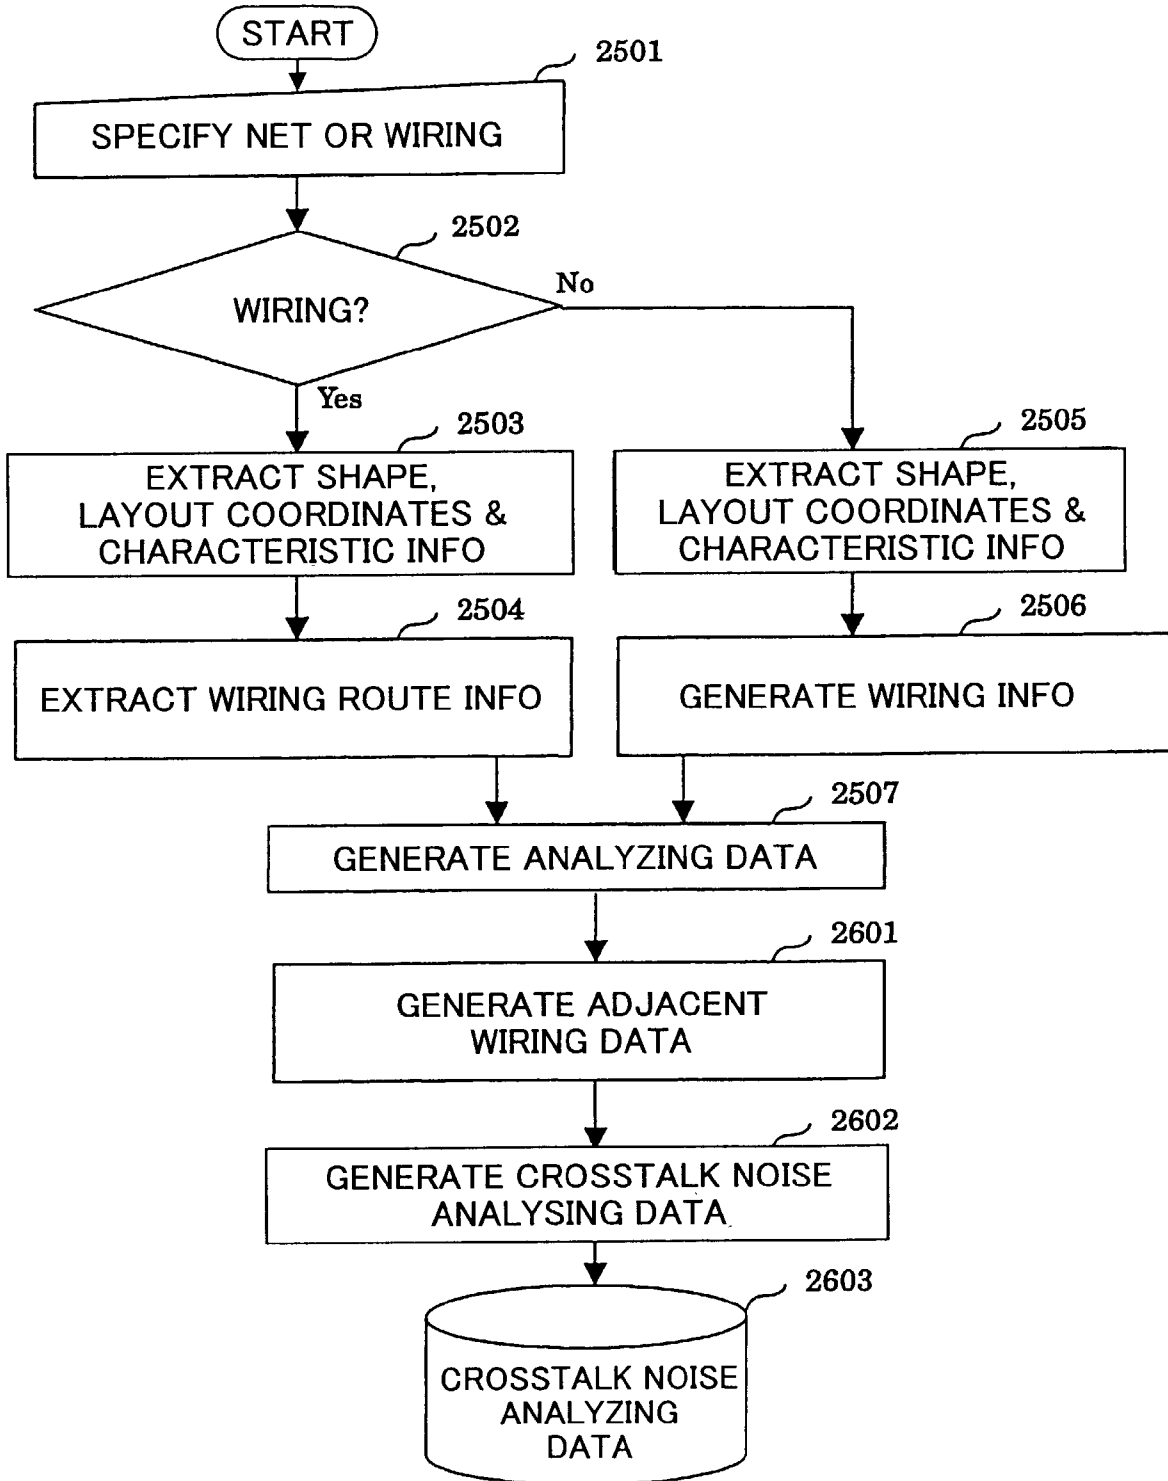 START
2501
SPECIFY NET OR WIRING
2502
No
WIRING?
Yes
2503
EXTRACT SHAPE,
LAYOUT COORDINATES &
CHARACTERISTIC INFO
2505
EXTRACT SHAPE,
LAYOUT COORDINATES &
CHARACTERISTIC INFO
2504
EXTRACT WIRING ROUTE INFO
2506
GENERATE WIRING INFO
2507
GENERATE ANALYZING DATA
2601
GENERATE ADJACENT
WIRING DATA
2602
GENERATE CROSSTALK NOISE
ANALYSING DATA
2603
CROSSTALK NOISE
ANALYZING
DATA